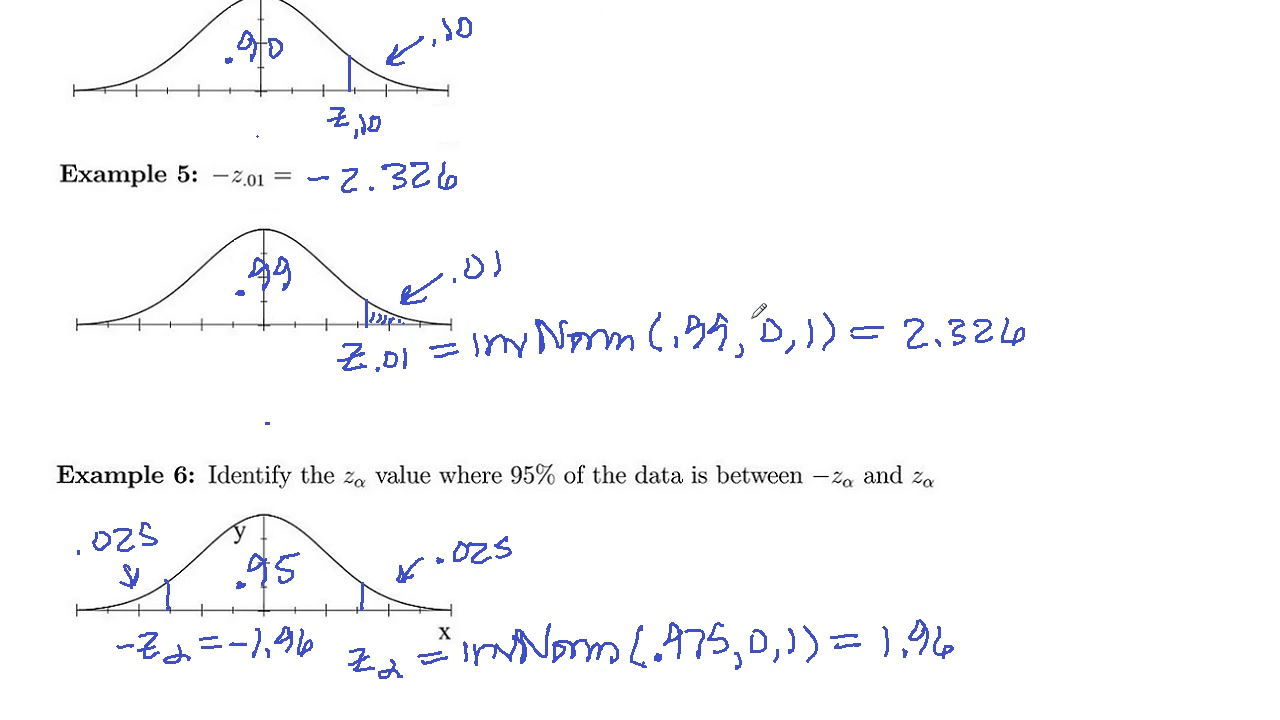 .90
.10
z.10
Example 5: −z.01 = −2.326
.99
.01
z.01 = invNorm(.99,0,1) = 2.326
Example 6: Identify the zα value where 95% of the data is between −zα and zα
.025
y
.95
.025
x
−zα = −1.96
zα = invNorm(.975,0,1) = 1.96